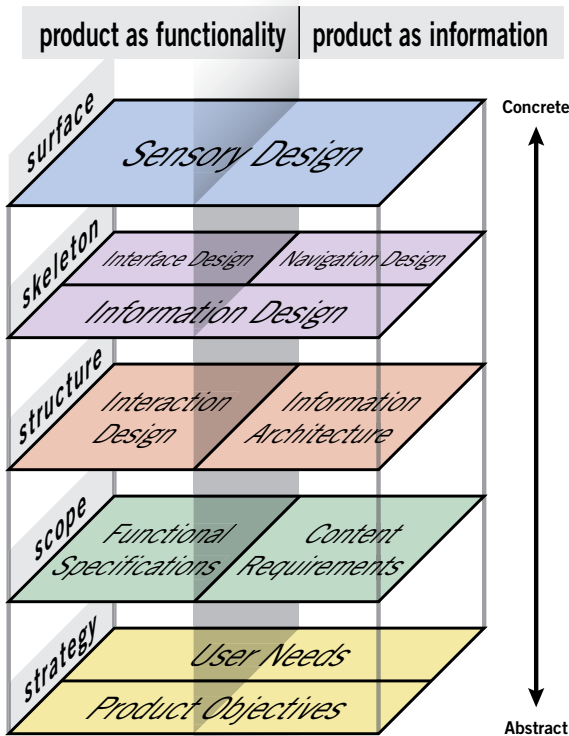 product as functionality
product as information
Concrete
surface
Sensory Design
skeleton
Interface Design
Navigation Design
Information Design
structure
Interaction
Design
Information
Architecture
scope
Functional
Specifications
Content
Requirements
strategy
User Needs
Product Objectives
Abstract